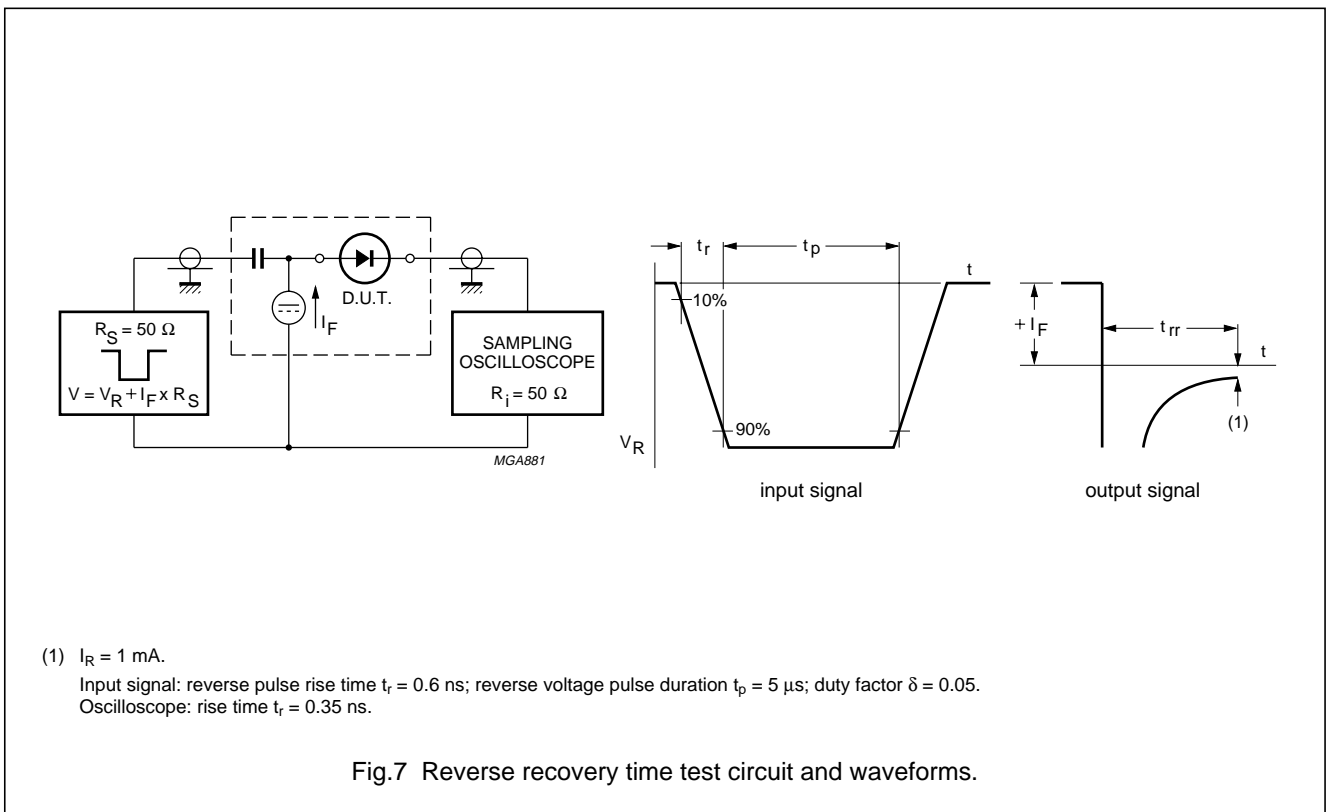 R_S = 50 Ω
V = V_R + I_F x R_S
D.U.T.
I_F
SAMPLING
OSCILLOSCOPE
R_i = 50 Ω
MGA881
t_r
t_p
t
10%
90%
V_R
input signal
+ I_F
t_rr
t
(1)
output signal
(1) I_R = 1 mA.
Input signal: reverse pulse rise time t_r = 0.6 ns; reverse voltage pulse duration t_p = 5 μs; duty factor δ = 0.05.
Oscilloscope: rise time t_r = 0.35 ns.
Fig.7 Reverse recovery time test circuit and waveforms.